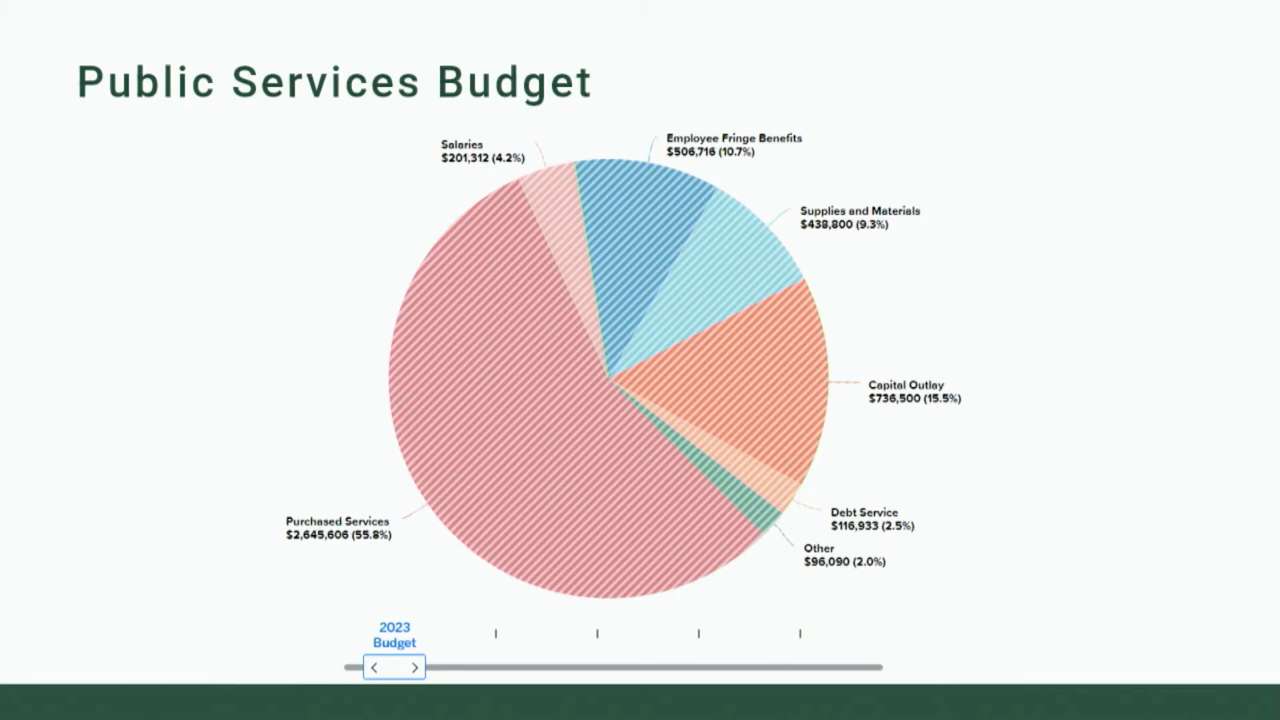 Public Services Budget
Salaries
$201,312 (4.2%)
Employee Fringe Benefits
$506,716 (10.7%)
Supplies and Materials
$438,800 (9.3%)
Capital Outlay
$736,500 (15.5%)
Purchased Services
$2,645,606 (55.8%)
Debt Service
$116,933 (2.5%)
Other
$96,090 (2.0%)
2023
Budget